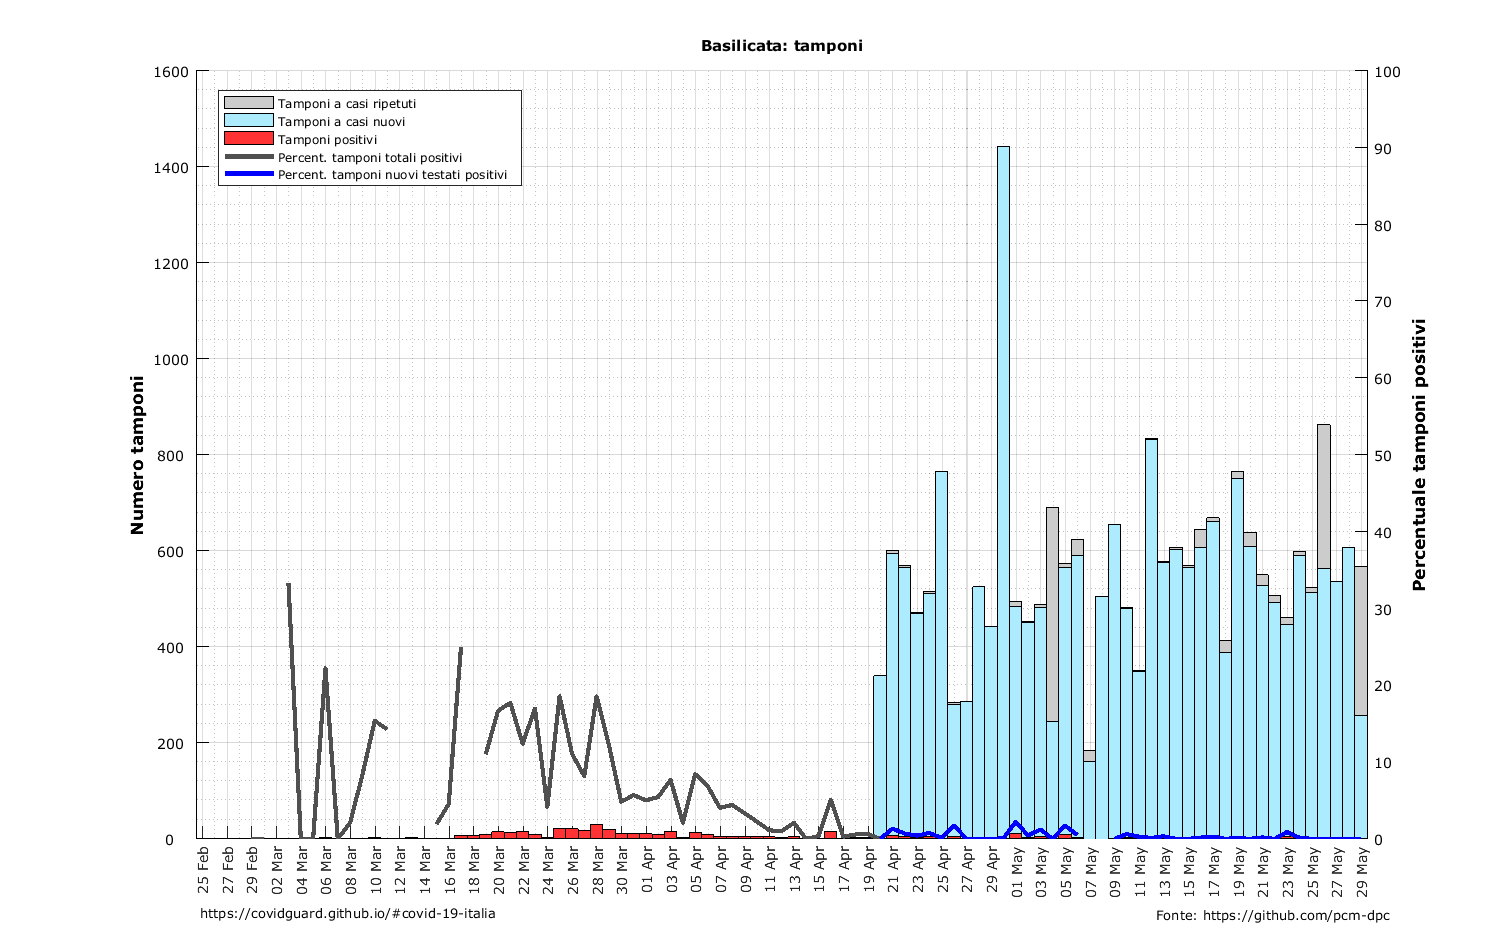 Basilicata: tamponi
1600
1400
1200
1000
800
600
400
200
0
Numero tamponi
Tamponi a casi ripetuti
Tamponi a casi nuovi
Tamponi positivi
Percent. tamponi totali positivi
Percent. tamponi nuovi testati positivi
100
90
80
70
60
50
40
30
20
10
0
Percentuale tamponi positivi
25 Feb
27 Feb
29 Feb
02 Mar
04 Mar
06 Mar
08 Mar
10 Mar
12 Mar
14 Mar
16 Mar
18 Mar
20 Mar
22 Mar
24 Mar
26 Mar
28 Mar
30 Mar
01 Apr
03 Apr
05 Apr
07 Apr
09 Apr
11 Apr
13 Apr
15 Apr
17 Apr
19 Apr
21 Apr
23 Apr
25 Apr
27 Apr
29 Apr
01 May
03 May
05 May
07 May
09 May
11 May
13 May
15 May
17 May
19 May
21 May
23 May
25 May
27 May
29 May
https://covidguard.github.io/#covid-19-italia
Fonte: https://github.com/pcm-dpc